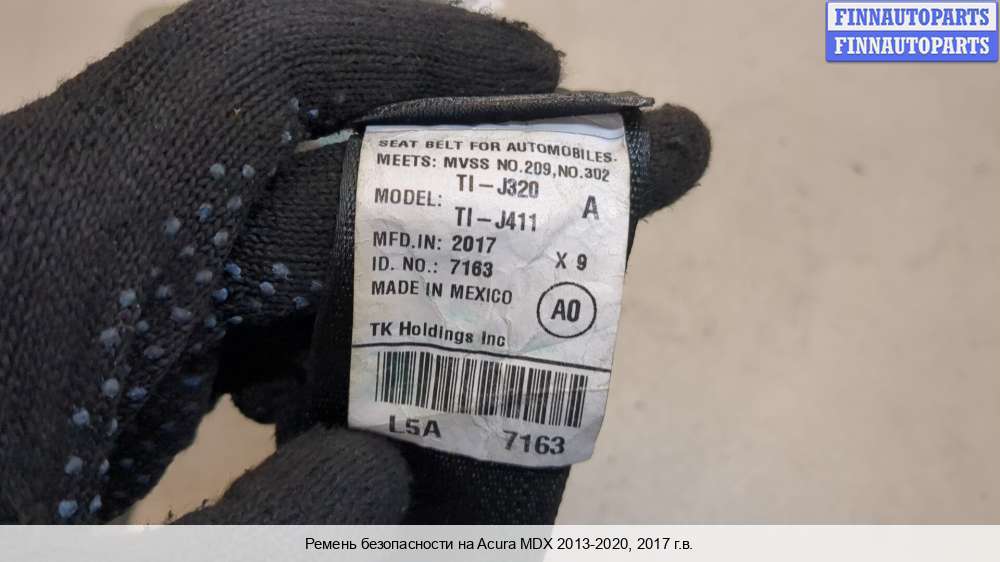 FINNAUTOPARTS
FINNAUTOPARTS
SEAT BELT FOR AUTOMOBILES.
MEETS: MVSS NO.209,NO.302
MODEL: TI-J320
TI-J411
A
MFD.IN: 2017
X 9
ID. NO.: 7163
MADE IN MEXICO
A0
TK Holdings Inc
L5A 7163
Ремень безопасности на Acura MDX 2013-2020, 2017 г.в.